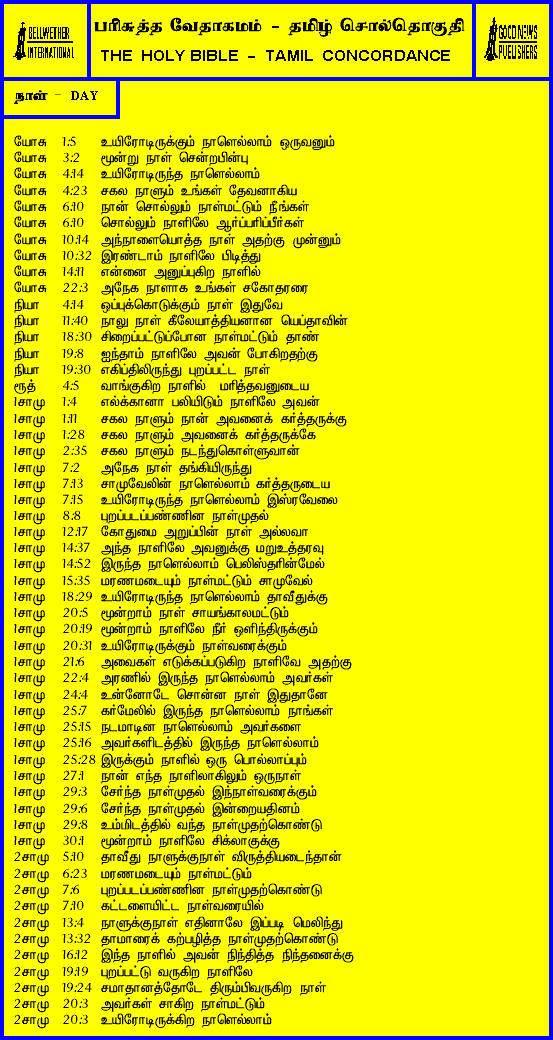 BELLWETHER
INTERNATIONAL
பரிசுத்த வேதாகமம் - தமிழ் சொல்தொகுதி
THE HOLY BIBLE - TAMIL CONCORDANCE
GOOD NEWS
PUBLISHERS
நாள் - DAY
யோசு 1:5 உயிரோடிருக்கும் நாளெல்லாம் ஒருவனும்
யோசு 3:2 மூன்று நாள் சென்றபின்பு
யோசு 4:14 உயிரோடிருந்த நாளெல்லாம்
யோசு 4:23 சகல நாளும் உங்கள் தேவனாகிய
யோசு 6:10 நான் சொல்லும் நாள்மட்டும் நீங்கள்
யோசு 6:10 சொல்லும் நாளிலே ஆர்ப்பரிப்பீர்கள்
யோசு 10:14 அந்நாளையொத்த நாள் அதற்கு முன்னும்
யோசு 10:32 இரண்டாம் நாளிலே பிடித்து
யோசு 14:11 என்னை அனுப்புகிற நாளில்
யோசு 22:3 அநேக நாளாக உங்கள் சகோதரரை
நியா 4:14 ஒப்புக்கொடுக்கும் நாள் இதுவே
நியா 11:40 நாலு நாள் கீலேயாத்தியனான யெப்தாவின்
நியா 18:30 சிறைப்பட்டுப்போன நாள்மட்டும் தாண்
நியா 19:8 ஐந்தாம் நாளிலே அவன் போகிறதற்கு
நியா 19:30 எகிப்திலிருந்து புறப்பட்ட நாள்
ரூத் 4:5 வாங்குகிற நாளில் மரித்தவனுடைய
1சாமு 1:4 எல்க்கானா பலியிடும் நாளிலே அவன்
1சாமு 1:11 சகல நாளும் நான் அவனைக் கர்த்தருக்கு
1சாமு 1:28 சகல நாளும் அவனைக் கர்த்தருக்கே
1சாமு 2:35 சகல நாளும் நடந்துகொள்ளுவான்
1சாமு 7:2 அநேக நாள் தங்கியிருந்து
1சாமு 7:13 சாமுவேலின் நாளெல்லாம் கர்த்தருடைய
1சாமு 7:15 உயிரோடிருந்த நாளெல்லாம் இஸ்ரவேலை
1சாமு 8:8 புறப்படப்பண்ணின நாள்முதல்
1சாமு 12:17 கோதுமை அறுப்பின் நாள் அல்லவா
1சாமு 14:37 அந்த நாளிலே அவனுக்கு மறுஉத்தரவு
1சாமு 14:52 இருந்த நாளெல்லாம் பெலிஸ்தரின்மேல்
1சாமு 15:35 மரணமடையும் நாள்மட்டும் சாமுவேல்
1சாமு 18:29 உயிரோடிருந்த நாளெல்லாம் தாவீதுக்கு
1சாமு 20:5 மூன்றாம் நாள் சாயங்காலமட்டும்
1சாமு 20:19 மூன்றாம் நாளிலே நீர் ஒளிந்திருக்கும்
1சாமு 20:31 உயிரோடிருக்கும் நாள்வரைக்கும்
1சாமு 21:6 அவைகள் எடுக்கப்படுகிற நாளிவே அதற்கு
1சாமு 22:4 அரணில் இருந்த நாளெல்லாம் அவர்கள்
1சாமு 24:4 உன்னோடே சொன்ன நாள் இதுதானே
1சாமு 25:7 கர்மேலில் இருந்த நாளெல்லாம் நாங்கள்
1சாமு 25:15 நடமாடின நாளெல்லாம் அவர்களை
1சாமு 25:16 அவர்களிடத்தில் இருந்த நாளெல்லாம்
1சாமு 25:28 இருக்கும் நாளில் ஒரு பொல்லாப்பும்
1சாமு 27:1 நான் எந்த நாளிலாகிலும் ஒருநாள்
1சாமு 29:3 சேர்ந்த நாள்முதல் இந்நாள்வரைக்கும்
1சாமு 29:6 சேர்ந்த நாள்முதல் இன்றையதினம்
1சாமு 29:8 உம்மிடத்தில் வந்த நாள்முதற்கொண்டு
1சாமு 30:1 மூன்றாம் நாளிலே சிக்லாகுக்கு
2சாமு 5:10 தாவீது நாளுக்குநாள் விருத்தியடைந்தான்
2சாமு 6:23 மரணமடையும் நாள்மட்டும்
2சாமு 7:6 புறப்படப்பண்ணின நாள்முதற்கொண்டு
2சாமு 7:10 கட்டளையிட்ட நாள்வரையில்
2சாமு 13:4 நாளுக்குநாள் எதினாலே இப்படி மெலிந்து
2சாமு 13:32 தாமாரைக் கற்பழித்த நாள்முதற்கொண்டு
2சாமு 16:12 இந்த நாளில் அவன் நிந்தித்த நிந்தனைக்கு
2சாமு 19:19 புறப்பட்டு வருகிற நாளிலே
2சாமு 19:24 சமாதானத்தோடே திரும்பிவருகிற நாள்
2சாமு 20:3 அவர்கள் சாகிற நாள்மட்டும்
2சாமு 20:3 உயிரோடிருக்கிற நாளெல்லாம்